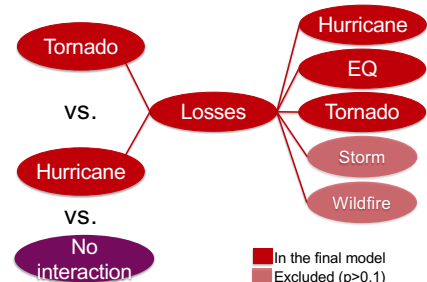 Tornado
vs.
Hurricane
vs.
No
interaction
Losses
Hurricane
EQ
Tornado
Storm
Wildfire
In the final model
Excluded (p>0.1)